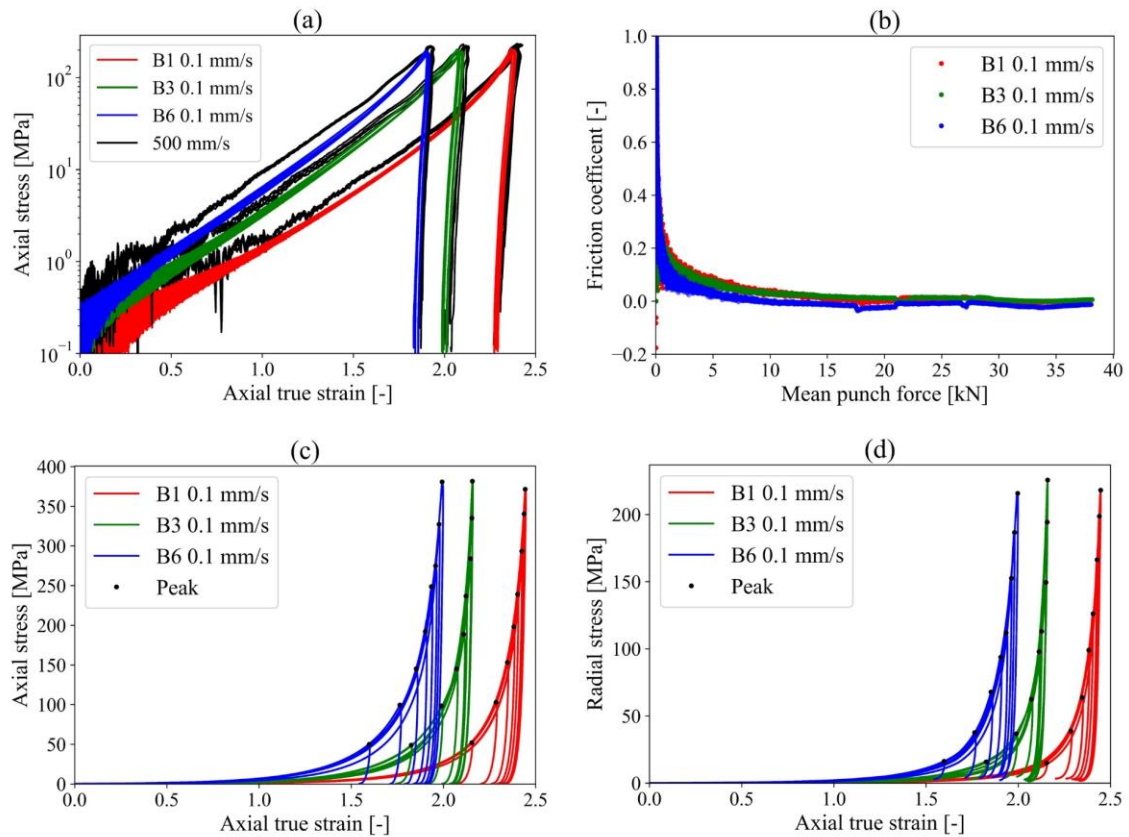 (a)
Axial stress [MPa]
10²
10¹
10⁰
10⁻¹
B1 0.1 mm/s
B3 0.1 mm/s
B6 0.1 mm/s
500 mm/s
0.0 0.5 1.0 1.5 2.0 2.5
Axial true strain [-]
(b)
Friction coefficent [-]
1.0
0.8
0.6
0.4
0.2
0.0
−0.2
B1 0.1 mm/s
B3 0.1 mm/s
B6 0.1 mm/s
0 5 10 15 20 25 30 35 40
Mean punch force [kN]
(c)
Axial stress [MPa]
400
350
300
250
200
150
100
50
0
B1 0.1 mm/s
B3 0.1 mm/s
B6 0.1 mm/s
Peak
0.0 0.5 1.0 1.5 2.0 2.5
Axial true strain [-]
(d)
Radial stress [MPa]
200
150
100
50
0
B1 0.1 mm/s
B3 0.1 mm/s
B6 0.1 mm/s
Peak
0.0 0.5 1.0 1.5 2.0 2.5
Axial true strain [-]